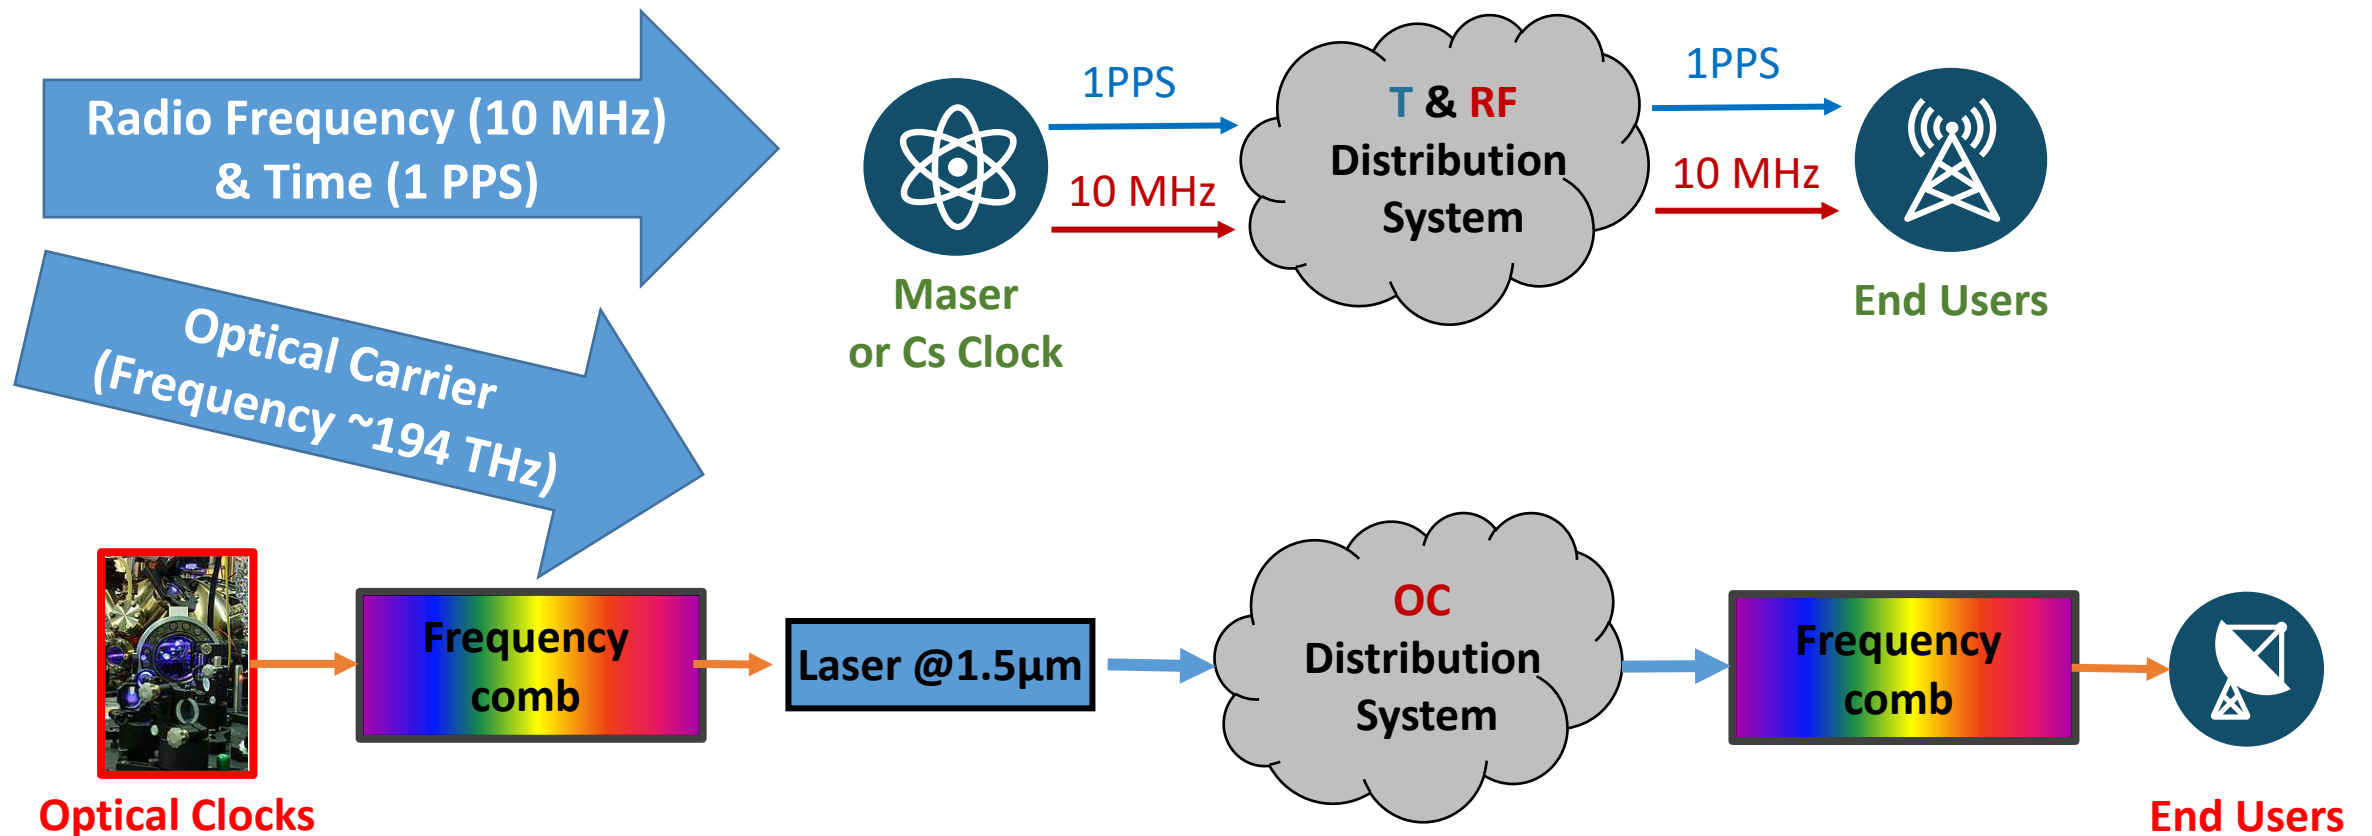 Radio Frequency (10 MHz)
& Time (1 PPS)
1PPS
10 MHz
T & RF
Distribution
System
1PPS
10 MHz
Maser
or Cs Clock
End Users
Optical Carrier
(Frequency ~194 THz)
Frequency
comb
Laser @1.5µm
OC
Distribution
System
Frequency
comb
Optical Clocks
End Users